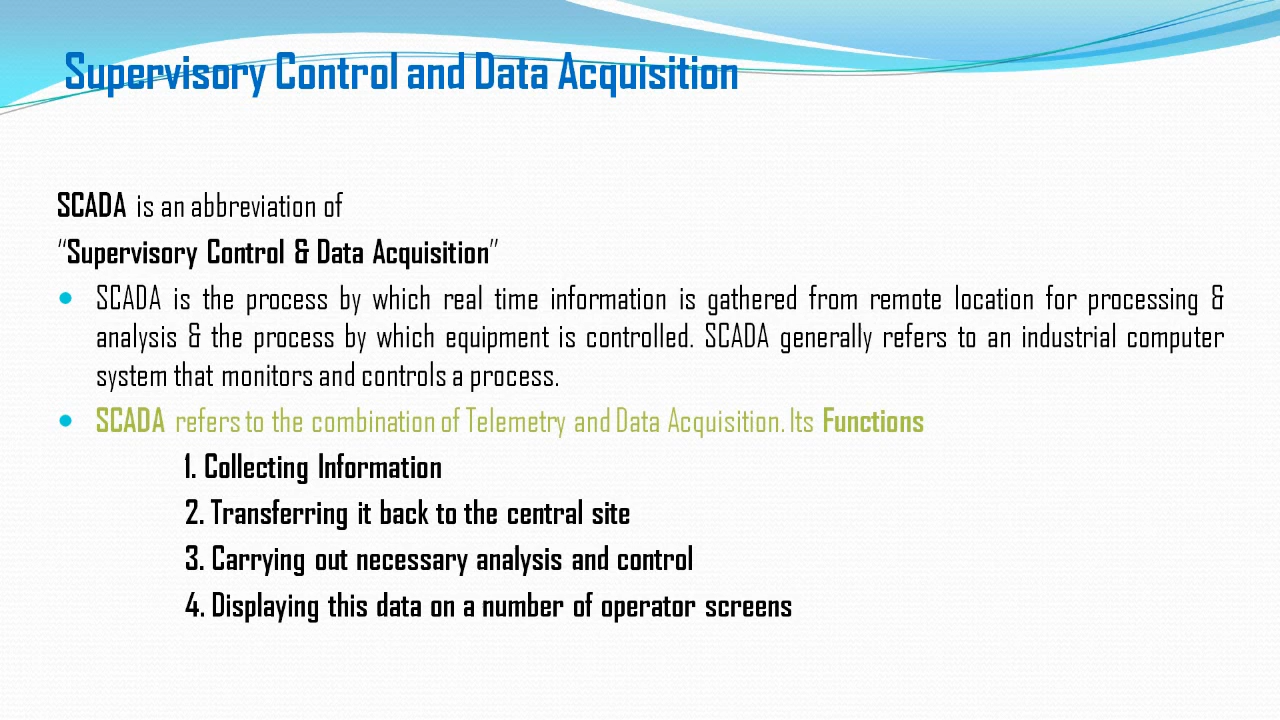 Supervisory Control and Data Acquisition
SCADA is an abbreviation of
“Supervisory Control & Data Acquisition”
• SCADA is the process by which real time information is gathered from remote location for processing &
analysis & the process by which equipment is controlled. SCADA generally refers to an industrial computer
system that monitors and controls a process.
• SCADA refers to the combination of Telemetry and Data Acquisition. Its Functions
1. Collecting Information
2. Transferring it back to the central site
3. Carrying out necessary analysis and control
4. Displaying this data on a number of operator screens